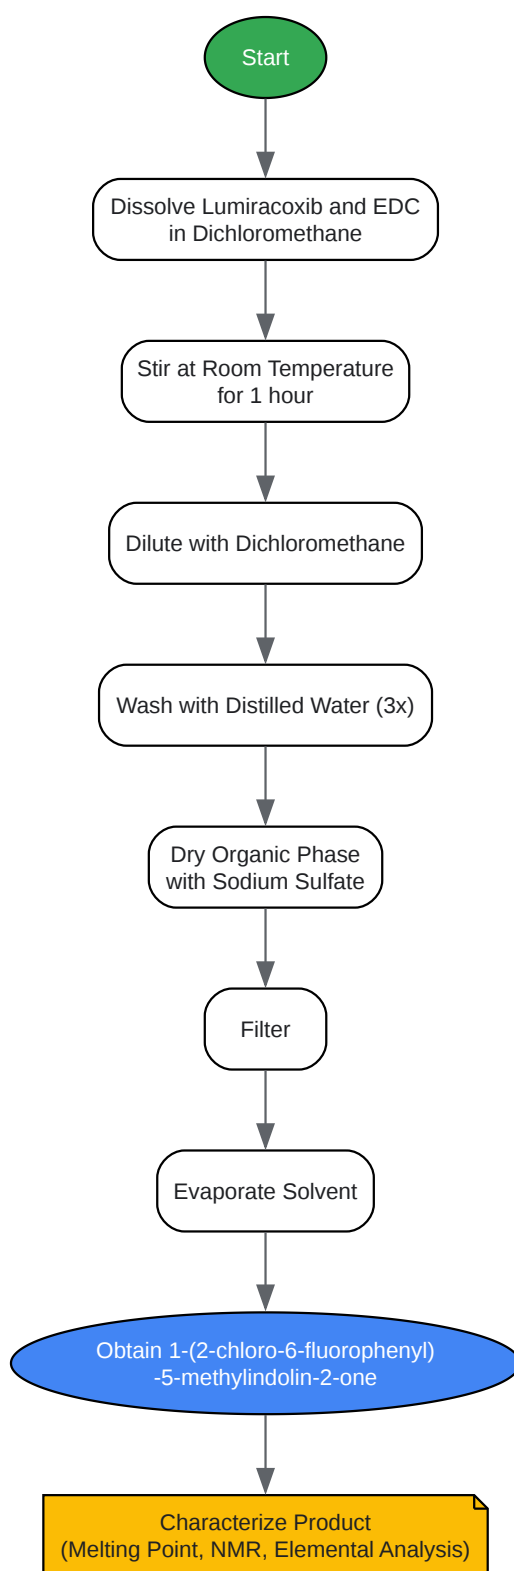 Start
Dissolve Lumiracoxib and EDC
in Dichloromethane
Stir at Room Temperature
for 1 hour
Dilute with Dichloromethane
Wash with Distilled Water (3x)
Dry Organic Phase
with Sodium Sulfate
Filter
Evaporate Solvent
Obtain 1-(2-chloro-6-fluorophenyl)
-5-methylindolin-2-one
Characterize Product
(Melting Point, NMR, Elemental Analysis)